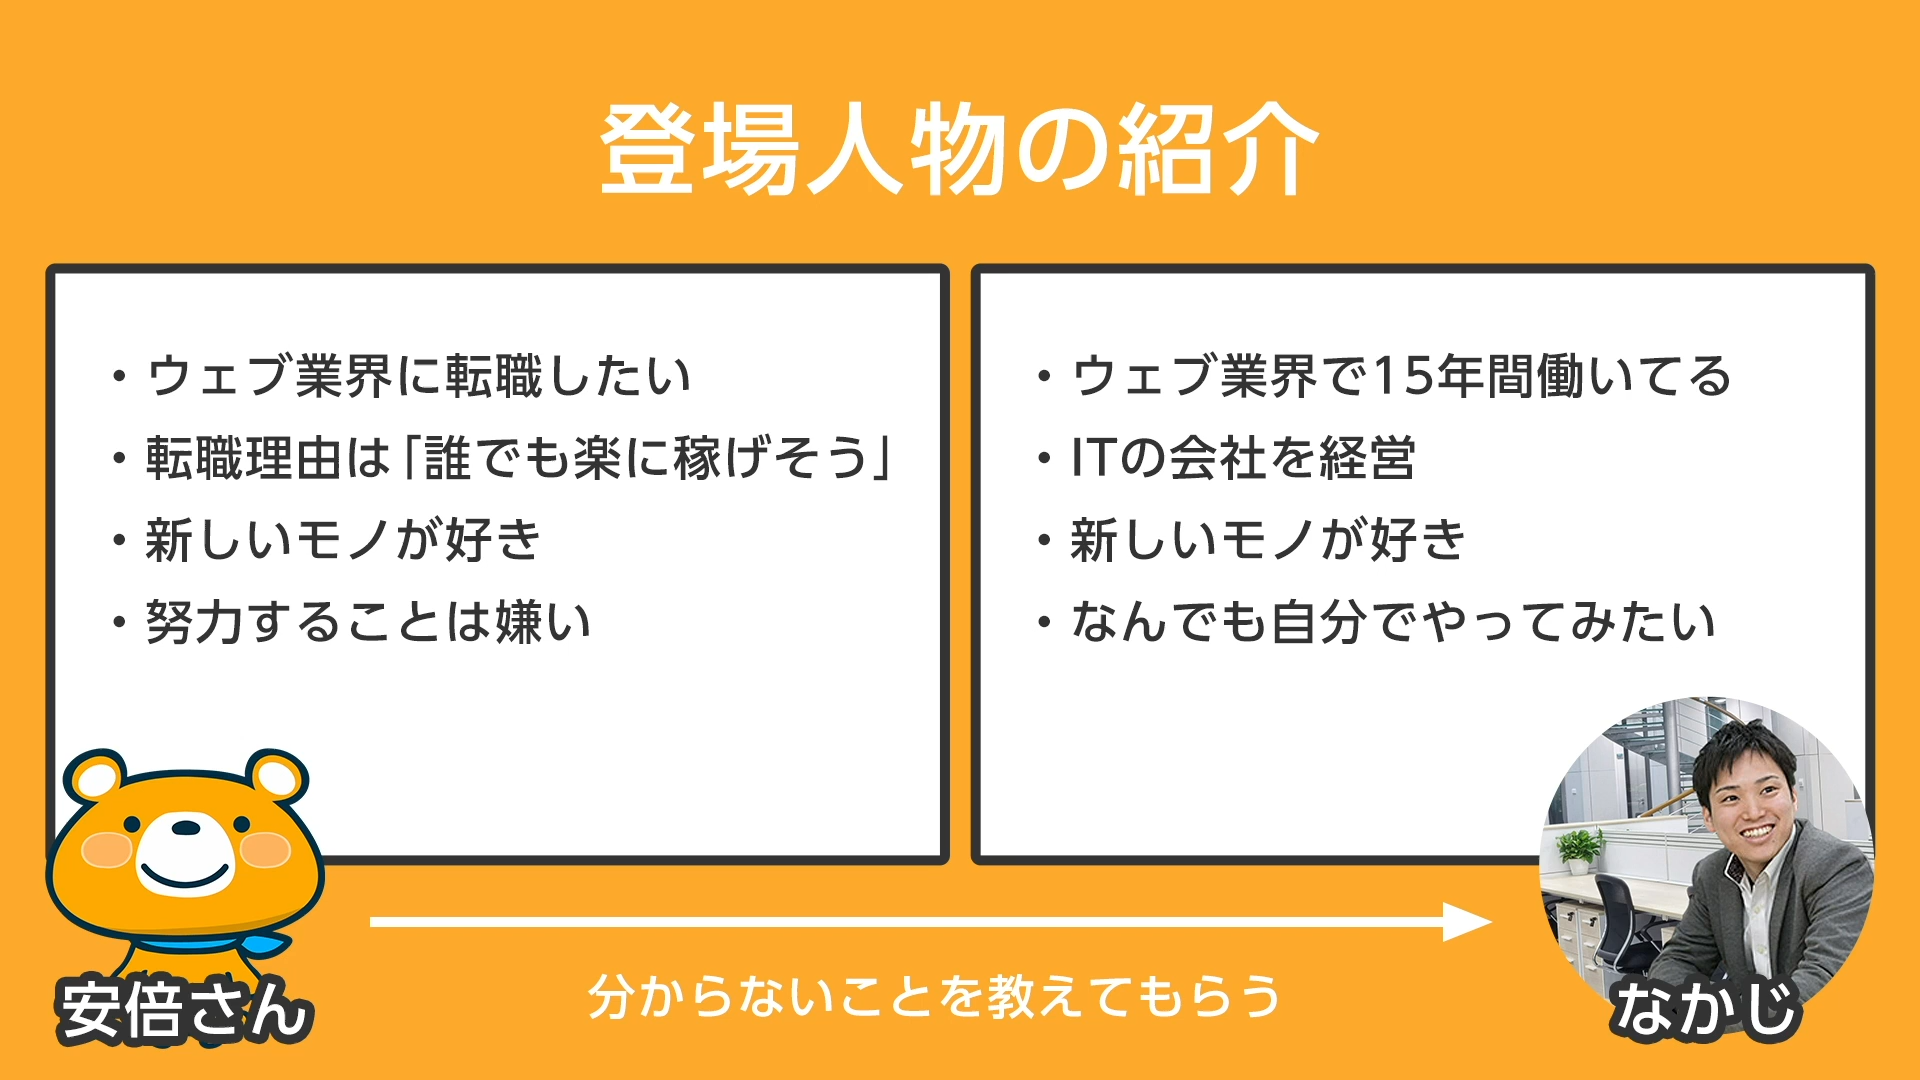 登場人物の紹介
・ウェブ業界に転職したい
・転職理由は「誰でも楽に稼げそう」
・新しいモノが好き
・努力することは嫌い
・ウェブ業界で15年間働いてる
・ITの会社を経営
・新しいモノが好き
・なんでも自分でやってみたい
安倍さん
分からないことを教えてもらう
なかじ